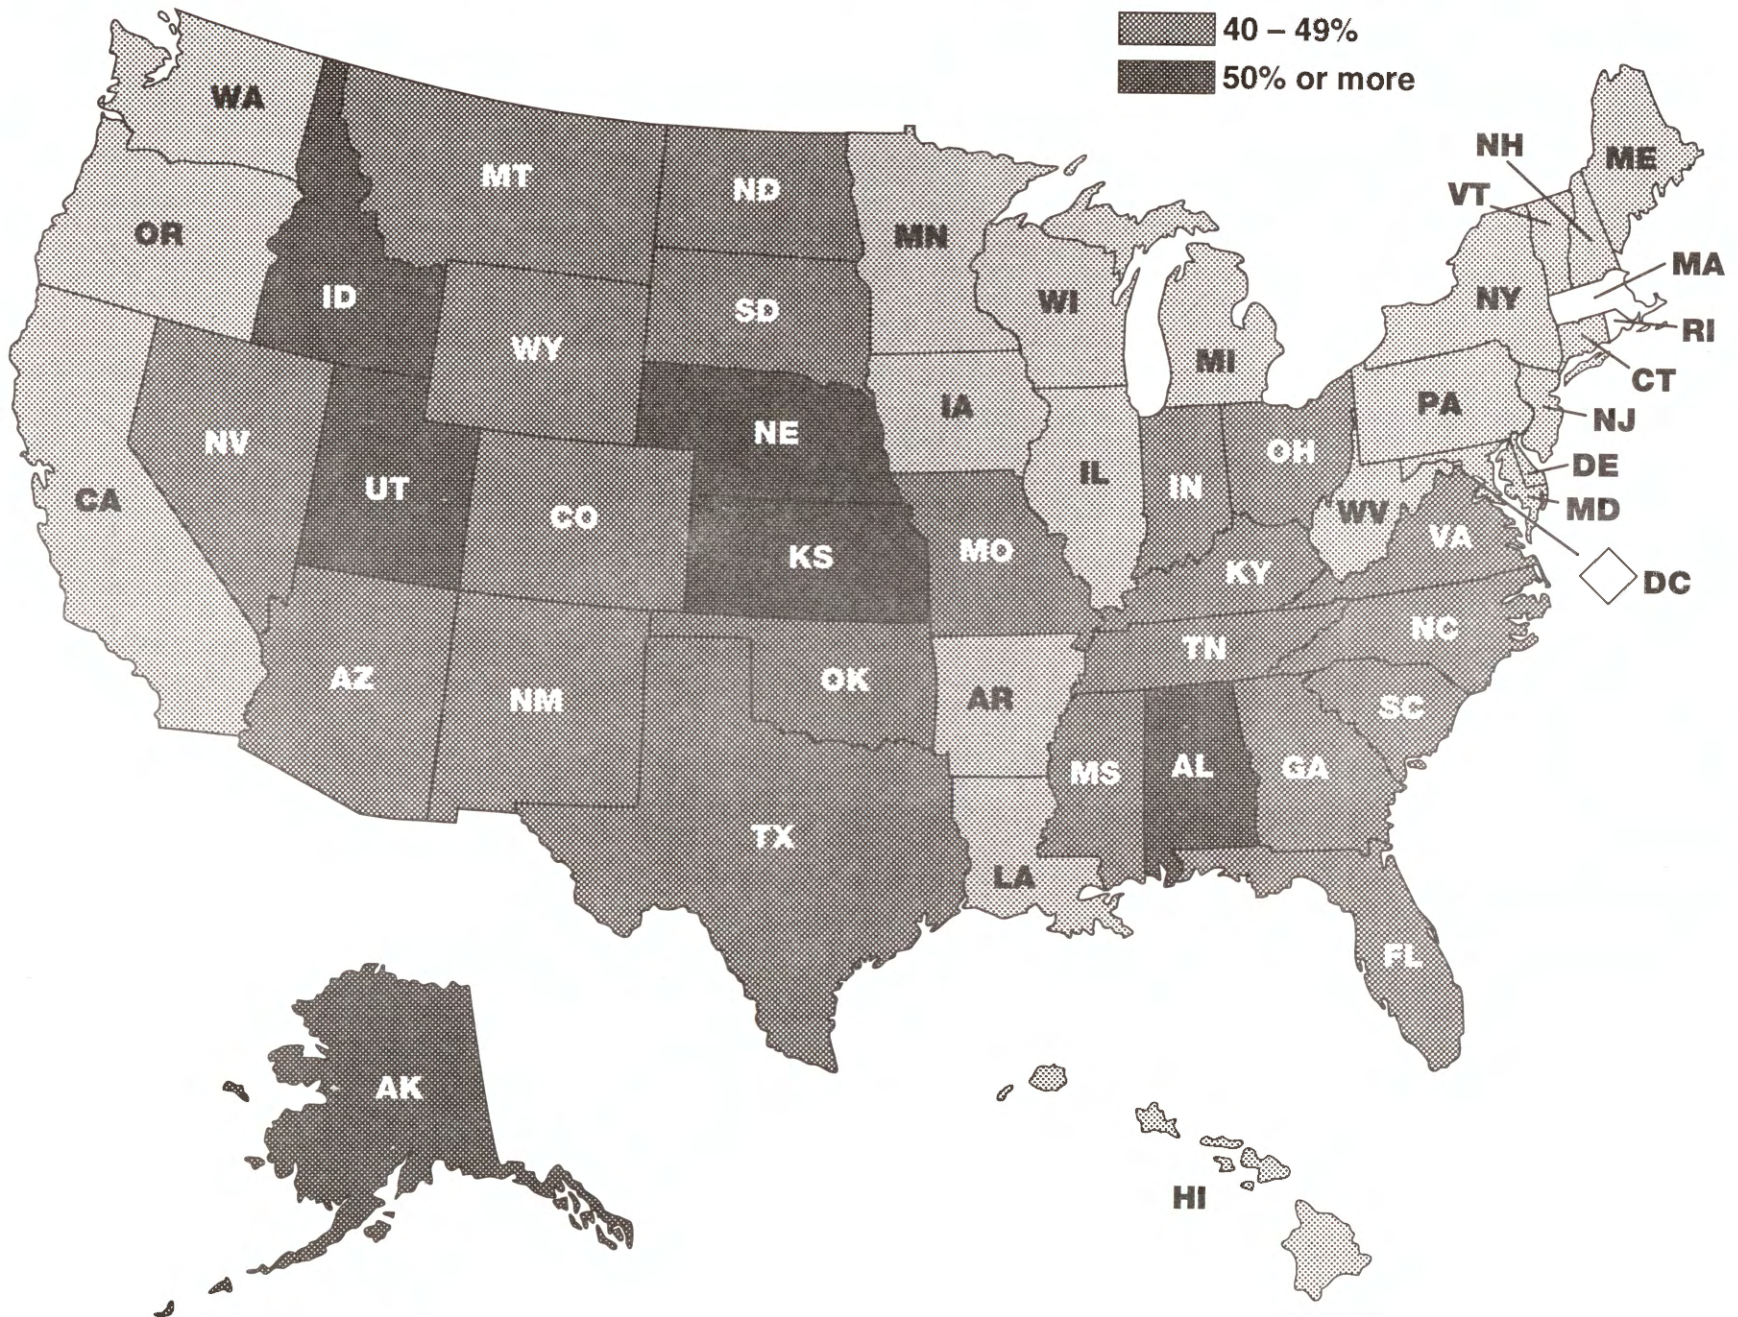 40 – 49%
50% or more
WA
MT
ND
NH
ME
VT
OR
MN
MA
ID
SD
WI
NY
RI
WY
MI
CT
IA
PA
NJ
NV
NE
OH
DE
UT
IL
IN
MD
CA
CO
WV
VA
KS
MO
KY
DC
NC
TN
AZ
NM
OK
AR
SC
MS
AL
GA
TX
LA
FL
AK
HI